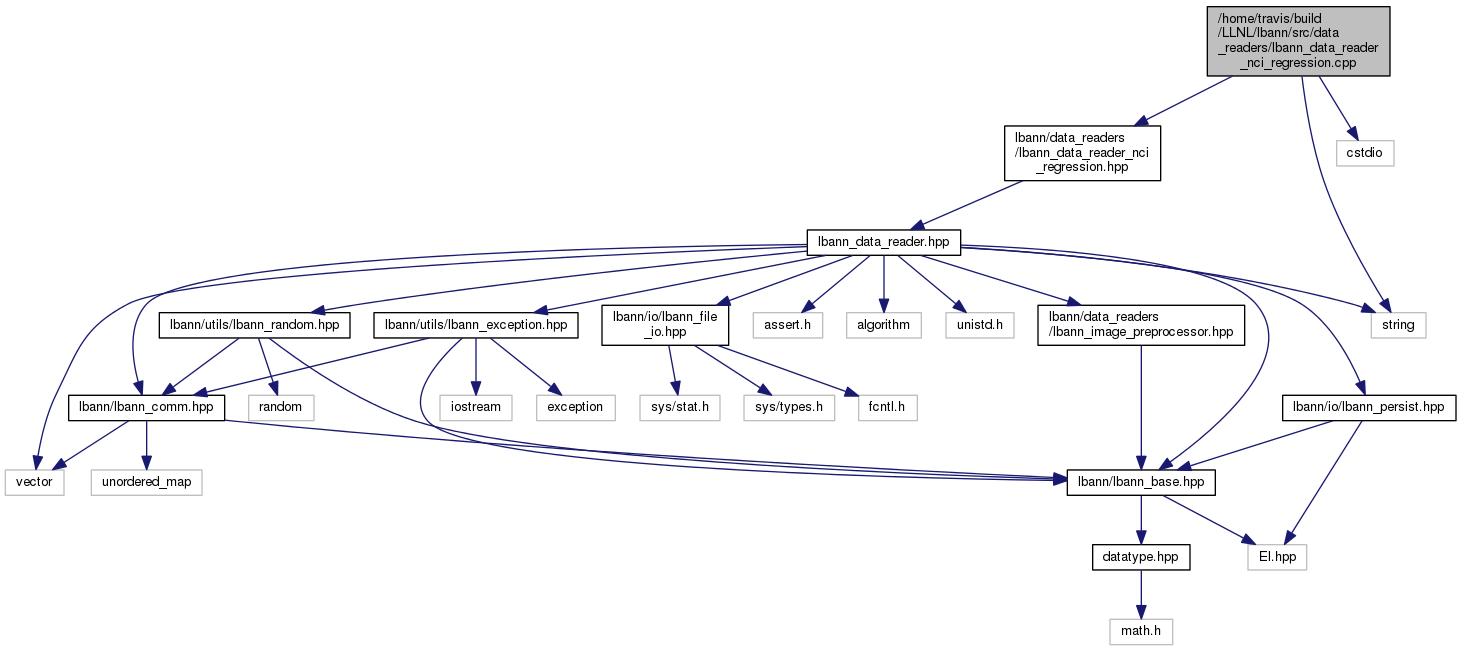 /home/travis/build
/LLNL/lbann/src/data
_readers/lbann_data_reader
_nci_regression.cpp
lbann/data_readers
/lbann_data_reader_nci
_regression.hpp
cstdio
lbann_data_reader.hpp
lbann/utils/lbann_random.hpp
lbann/utils/lbann_exception.hpp
lbann/io/lbann_file
_io.hpp
assert.h
algorithm
unistd.h
lbann/data_readers
/lbann_image_preprocessor.hpp
string
lbann/lbann_comm.hpp
random
iostream
exception
sys/stat.h
sys/types.h
fcntl.h
lbann/io/lbann_persist.hpp
vector
unordered_map
lbann/lbann_base.hpp
datatype.hpp
El.hpp
math.h